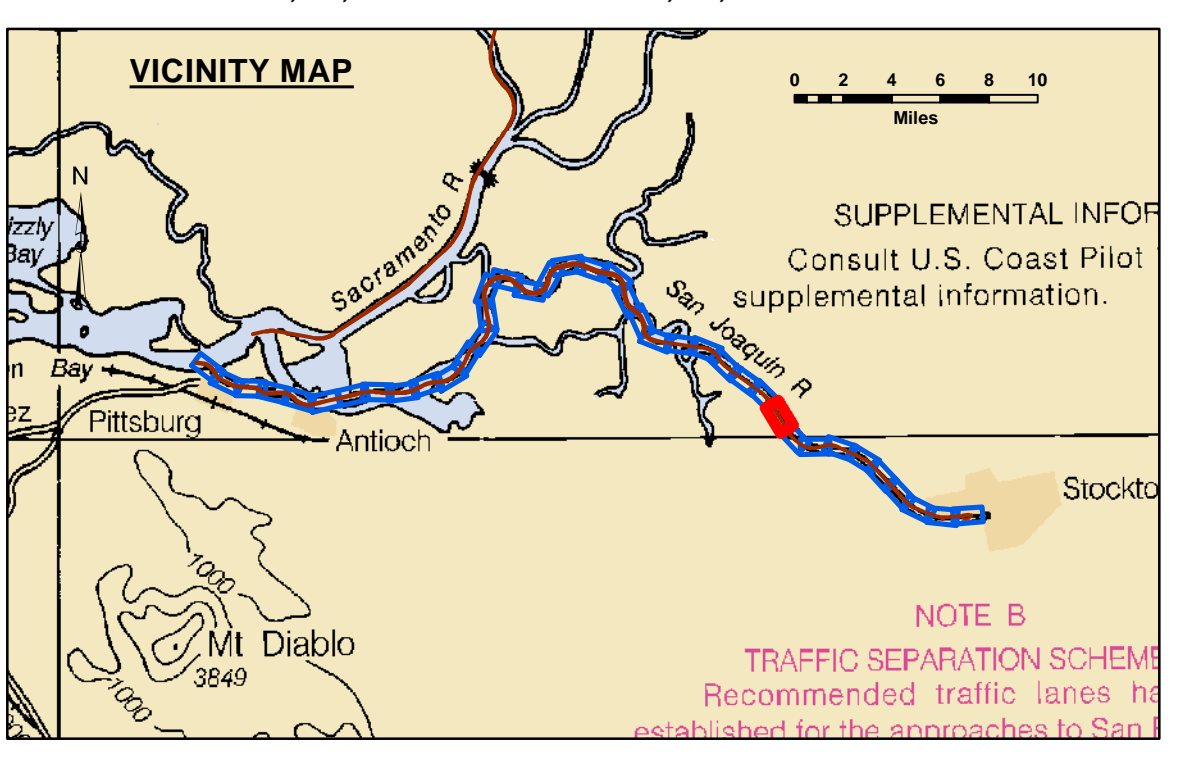 VICINITY MAP
0 2 4 6 8 10
Miles
N
izzly
Bay
Sacramento R
SUPPLEMENTAL INFOR
Consult U.S. Coast Pilot
supplemental information.
San Joaquin R
Bay
Pittsburg
Antioch
Stockto
1000
Mt Diablo
3849
1000
NOTE B
TRAFFIC SEPARATION SCHEME
Recommended traffic lanes ha
established for the approaches to San